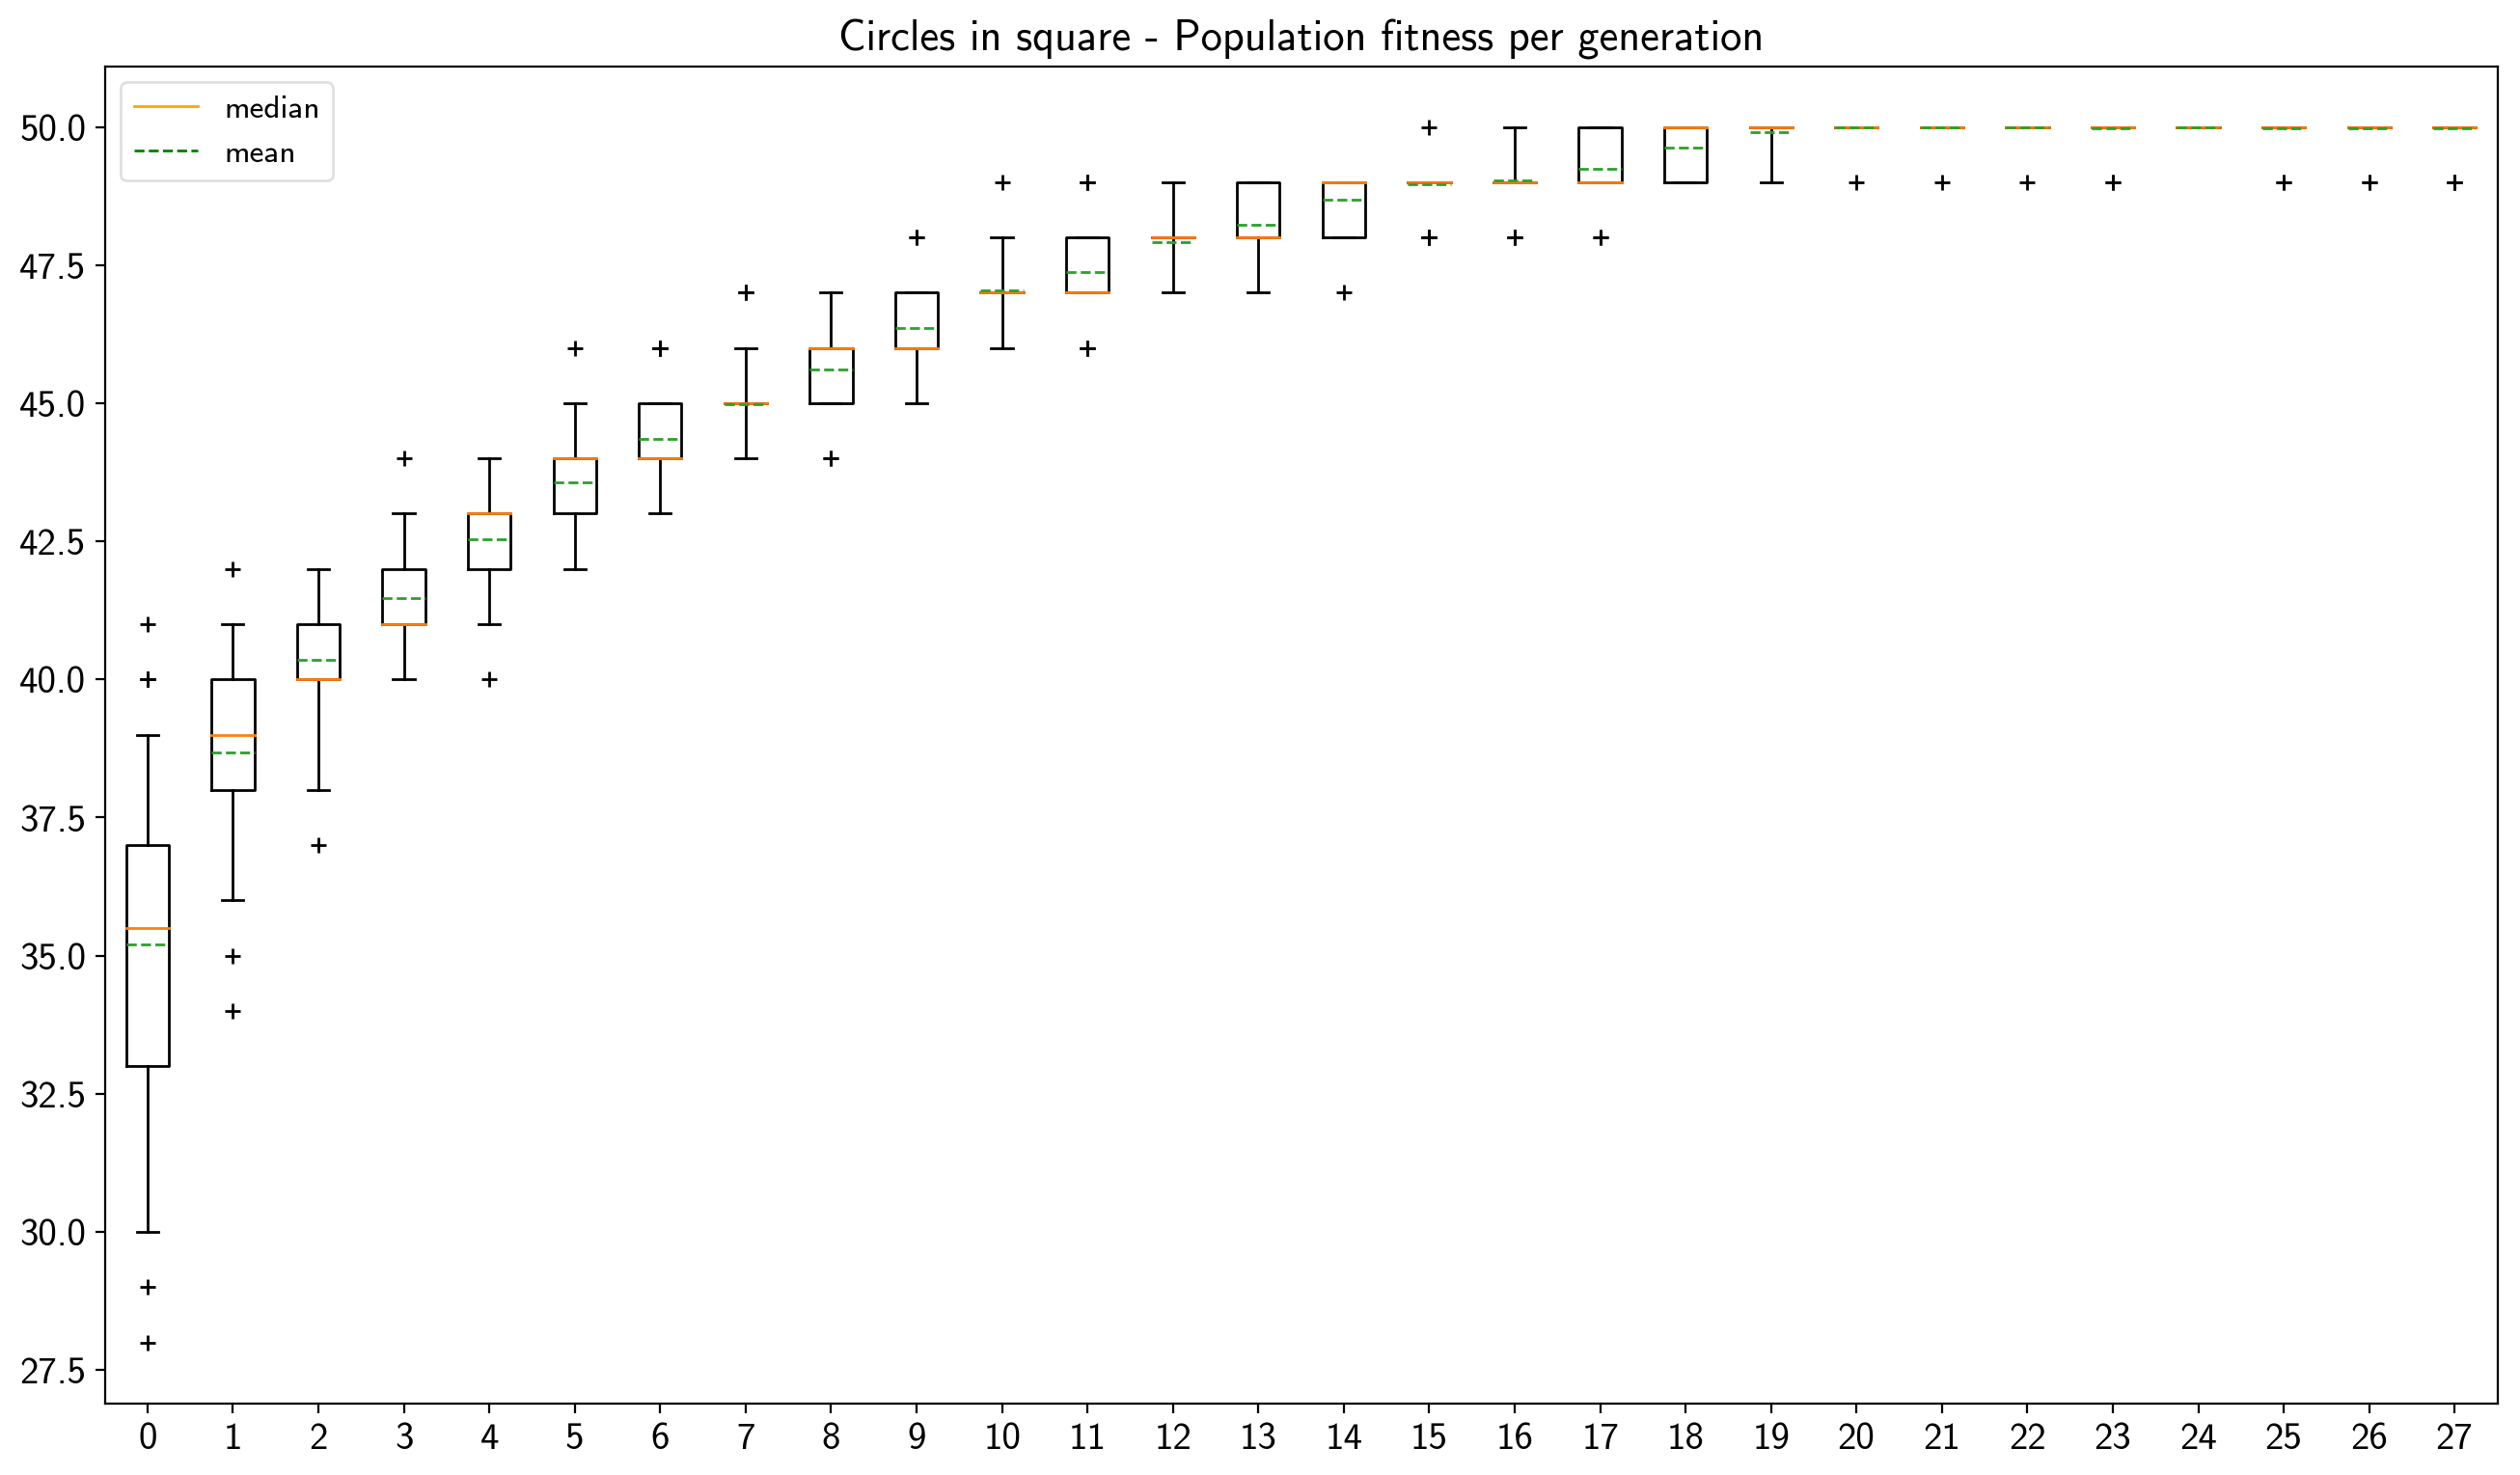 Circles in square - Population fitness per generation
median
mean
50.0
47.5
45.0
42.5
40.0
37.5
35.0
32.5
30.0
27.5
0 1 2 3 4 5 6 7 8 9 10 11 12 13 14 15 16 17 18 19 20 21 22 23 24 25 26 27